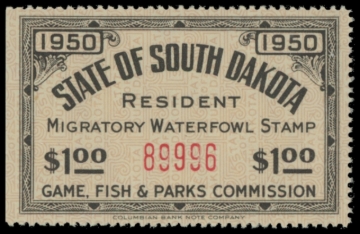 1950 1950
STATE OF SOUTH DAKOTA
RESIDENT
MIGRATORY WATERFOWL STAMP
$1.00 89996 $1.00
GAME, FISH & PARKS COMMISSION
COLUMBIAN BANK NOTE COMPANY